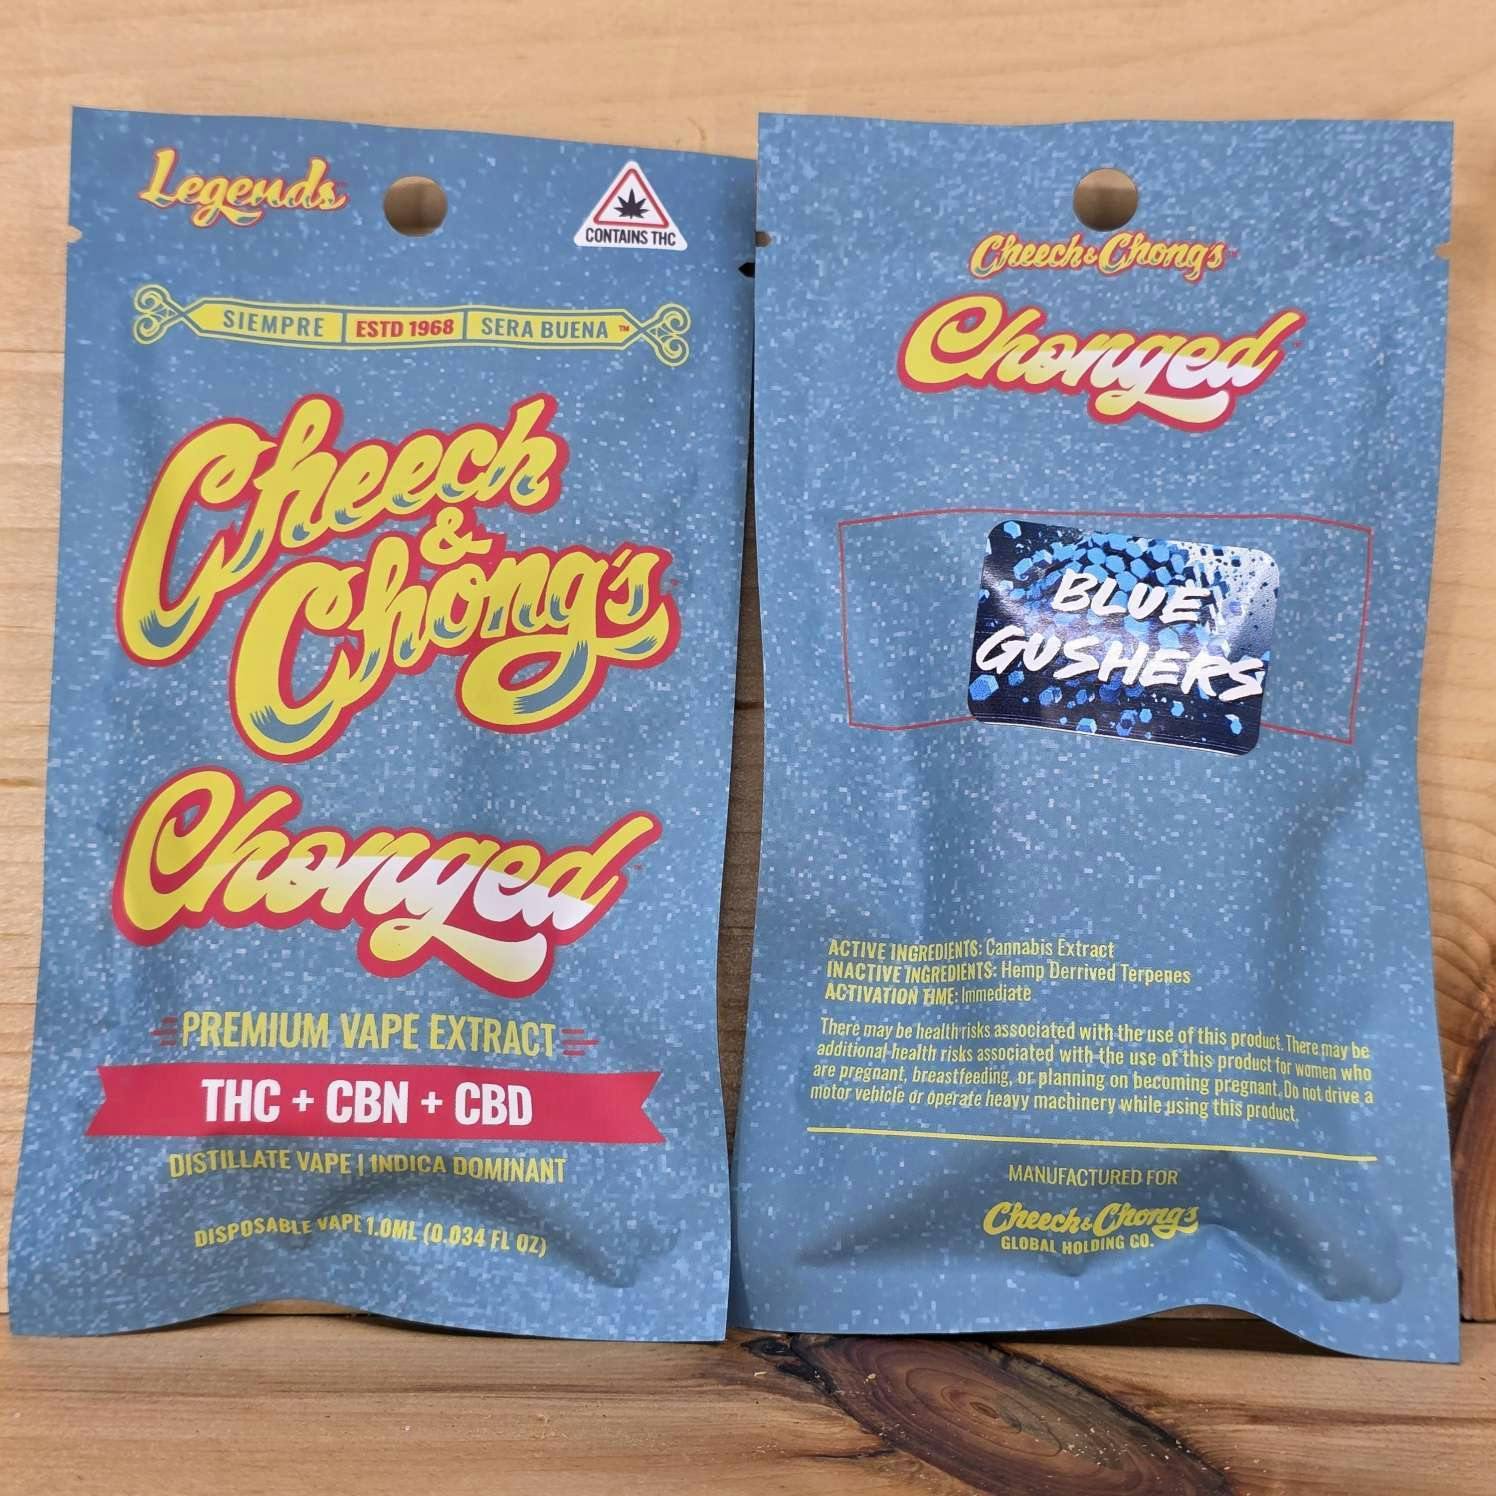 Legends
CONTAINS THC
SIEMPRE ESTD 1968 SERA BUENA ™
Cheech
&
Chong's
Chonged
PREMIUM VAPE EXTRACT
THC + CBN + CBD
DISTILLATE VAPE | INDICA DOMINANT
DISPOSABLE VAPE 1.0ML (0.034 FL OZ)
Cheech & Chong's
Chonged
BLUE
GUSHERS
ACTIVE INGREDIENTS: Cannabis Extract
INACTIVE INGREDIENTS: Hemp Derrived Terpenes
ACTIVATION TIME: Immediate
There may be health risks associated with the use of this product. There may be
additional health risks associated with the use of this product for women who
are pregnant, breastfeeding, or planning on becoming pregnant. Do not drive a
motor vehicle or operate heavy machinery while using this product.
MANUFACTURED FOR
Cheech & Chong's
GLOBAL HOLDING CO.